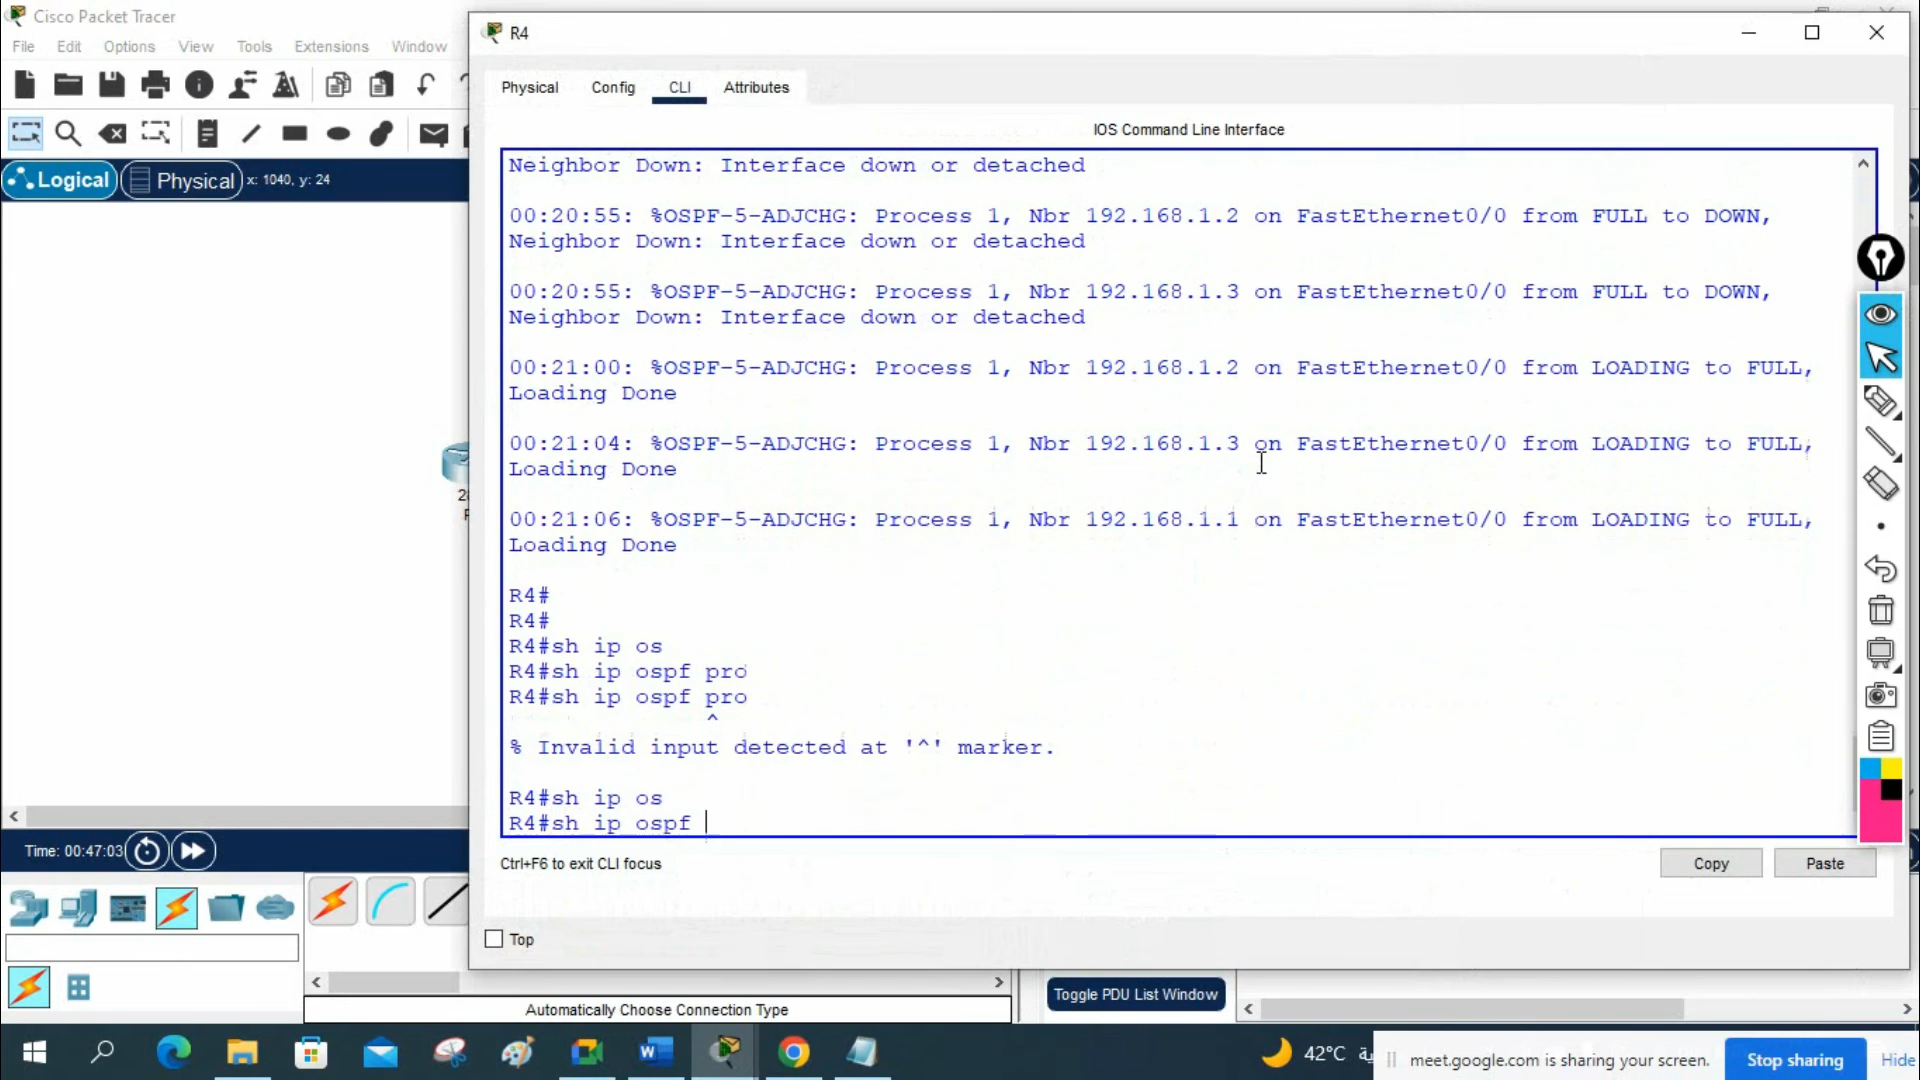 Cisco Packet Tracer
File Edit Options View Tools Extensions Window
Logical
Physical
x: 1040, y: 24
R4
Physical Config CLI Attributes
IOS Command Line Interface
Neighbor Down: Interface down or detached
00:20:55: %OSPF-5-ADJCHG: Process 1, Nbr 192.168.1.2 on FastEthernet0/0 from FULL to DOWN,
Neighbor Down: Interface down or detached
00:20:55: %OSPF-5-ADJCHG: Process 1, Nbr 192.168.1.3 on FastEthernet0/0 from FULL to DOWN,
Neighbor Down: Interface down or detached
00:21:00: %OSPF-5-ADJCHG: Process 1, Nbr 192.168.1.2 on FastEthernet0/0 from LOADING to FULL,
Loading Done
00:21:04: %OSPF-5-ADJCHG: Process 1, Nbr 192.168.1.3 on FastEthernet0/0 from LOADING to FULL,
Loading Done
00:21:06: %OSPF-5-ADJCHG: Process 1, Nbr 192.168.1.1 on FastEthernet0/0 from LOADING to FULL,
Loading Done
R4#
R4#
R4#sh ip os
R4#sh ip ospf pro
R4#sh ip ospf pro
^
% Invalid input detected at '^' marker.
R4#sh ip os
R4#sh ip ospf
Ctrl+F6 to exit CLI focus
Copy
Paste
Top
Time: 00:47:03
Automatically Choose Connection Type
Toggle PDU List Window
42°C
meet.google.com is sharing your screen.
Stop sharing
Hide